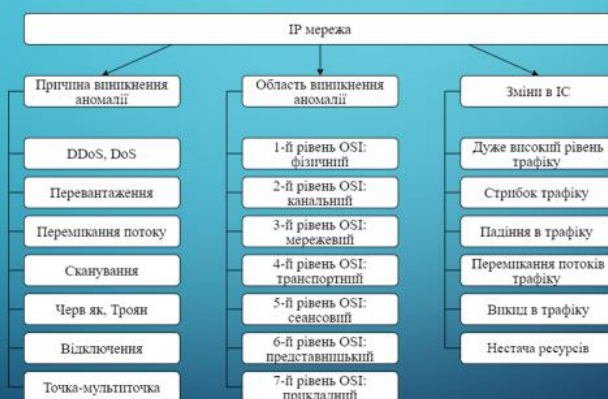 IP мережа
Причина виникнення
аномалії
DDoS, DoS
Перевантаження
Перемикання потоку
Сканування
Черв як, Троян
Відключення
Точка-мультиточка
Область виникнення
аномалії
1-й рівень OSI:
фізичний
2-й рівень OSI:
канальний
3-й рівень OSI:
мережевий
4-й рівень OSI:
транспортний
5-й рівень OSI:
сеансовий
6-й рівень OSI:
представницький
7-й рівень OSI:
прикладний
Зміни в ІС
Дуже високий рівень
трафіку
Стрибок трафіку
Падіння в трафіку
Перемикання потоків
трафіку
Викид в трафіку
Нестача ресурсів